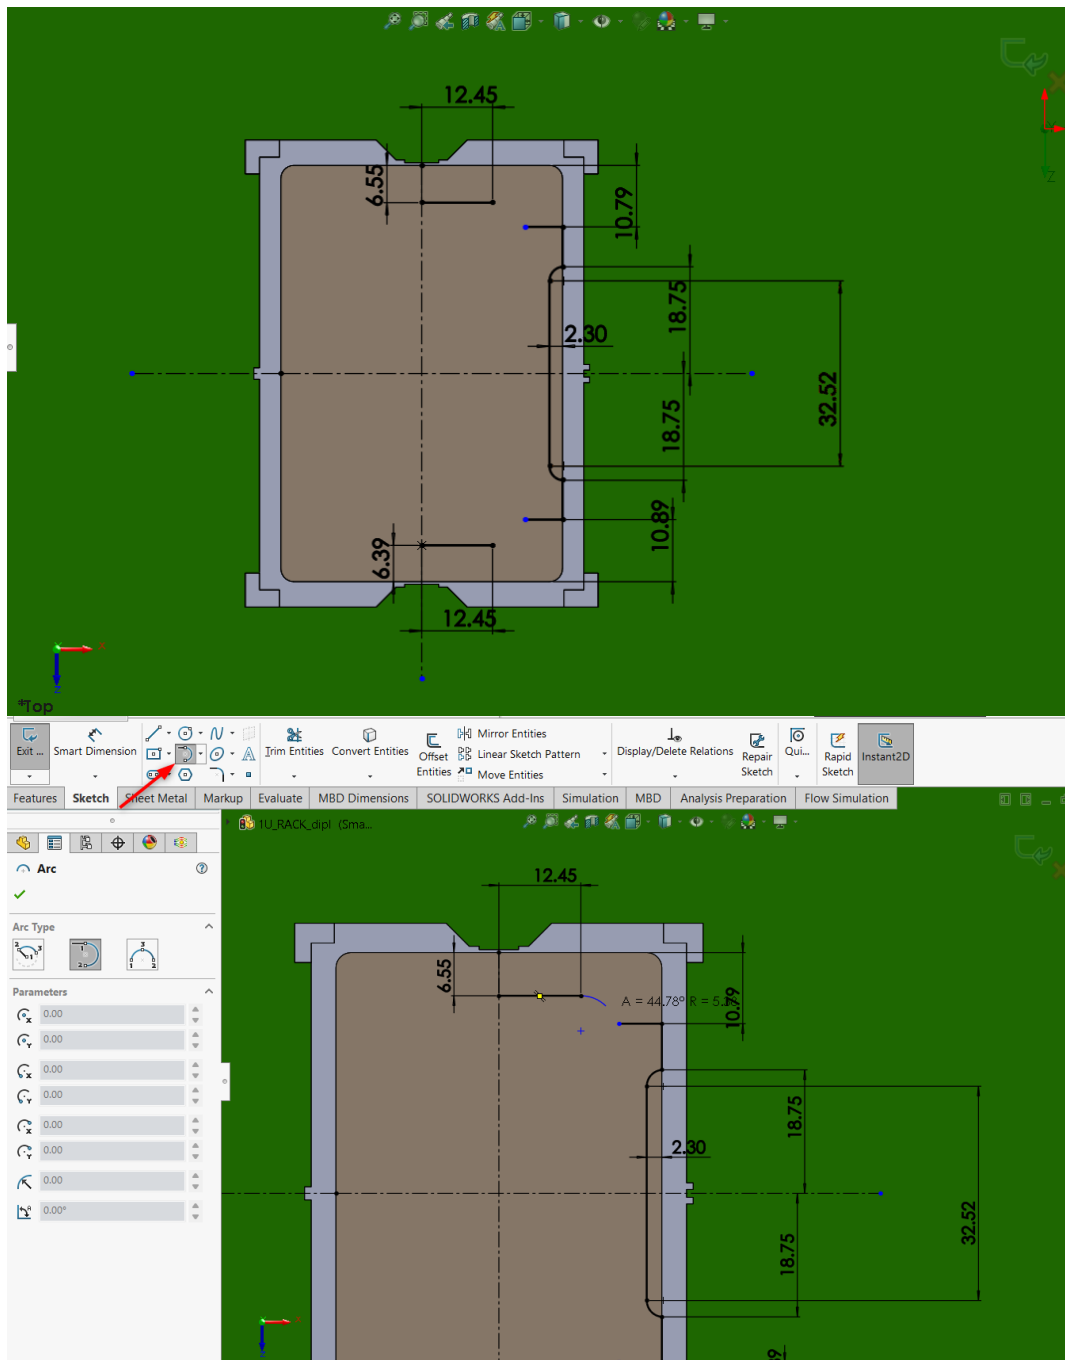 12.45
6.55
10.79
18.75
2.30
32.52
18.75
10.89
6.39
12.45
X
Z
Z
*Top
Exit ...
Smart Dimension
Trim Entities
Convert Entities
Offset
Entities
Mirror Entities
Linear Sketch Pattern
Move Entities
Display/Delete Relations
Repair
Sketch
Qui...
Rapid
Sketch
Instant2D
Features
Sketch
Sheet Metal
Markup
Evaluate
MBD Dimensions
SOLIDWORKS Add-Ins
Simulation
MBD
Analysis Preparation
Flow Simulation
1U_RACK_dipl (Sma...
Arc
Arc Type
Parameters
0.00
0.00
0.00
0.00
0.00
0.00
0.00
0.00°
12.45
6.55
A = 44.78° R = 5.
10.79
18.75
2.30
32.52
18.75